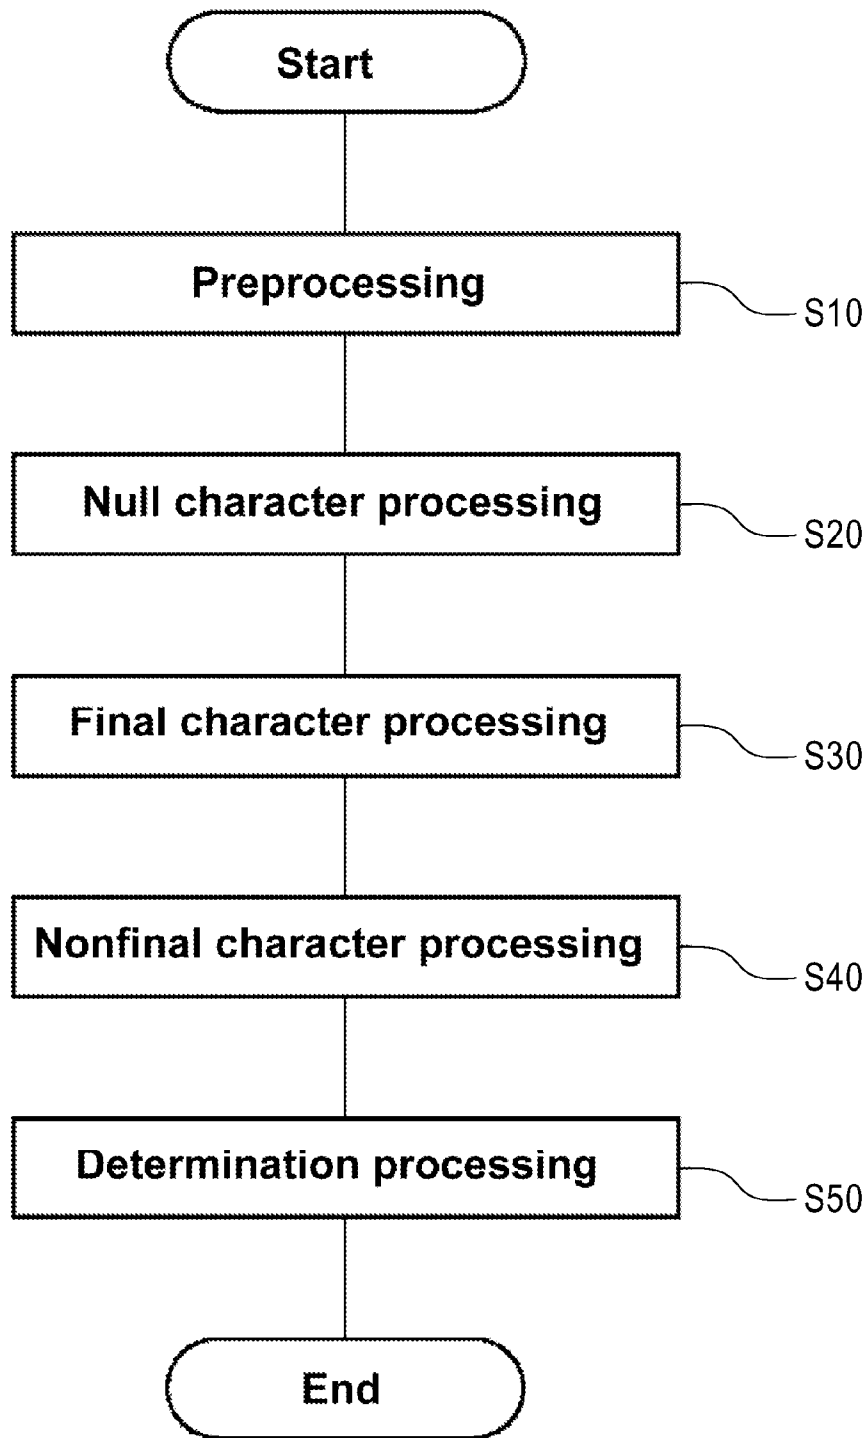 Start
Preprocessing
S10
Null character processing
S20
Final character processing
S30
Nonfinal character processing
S40
Determination processing
S50
End